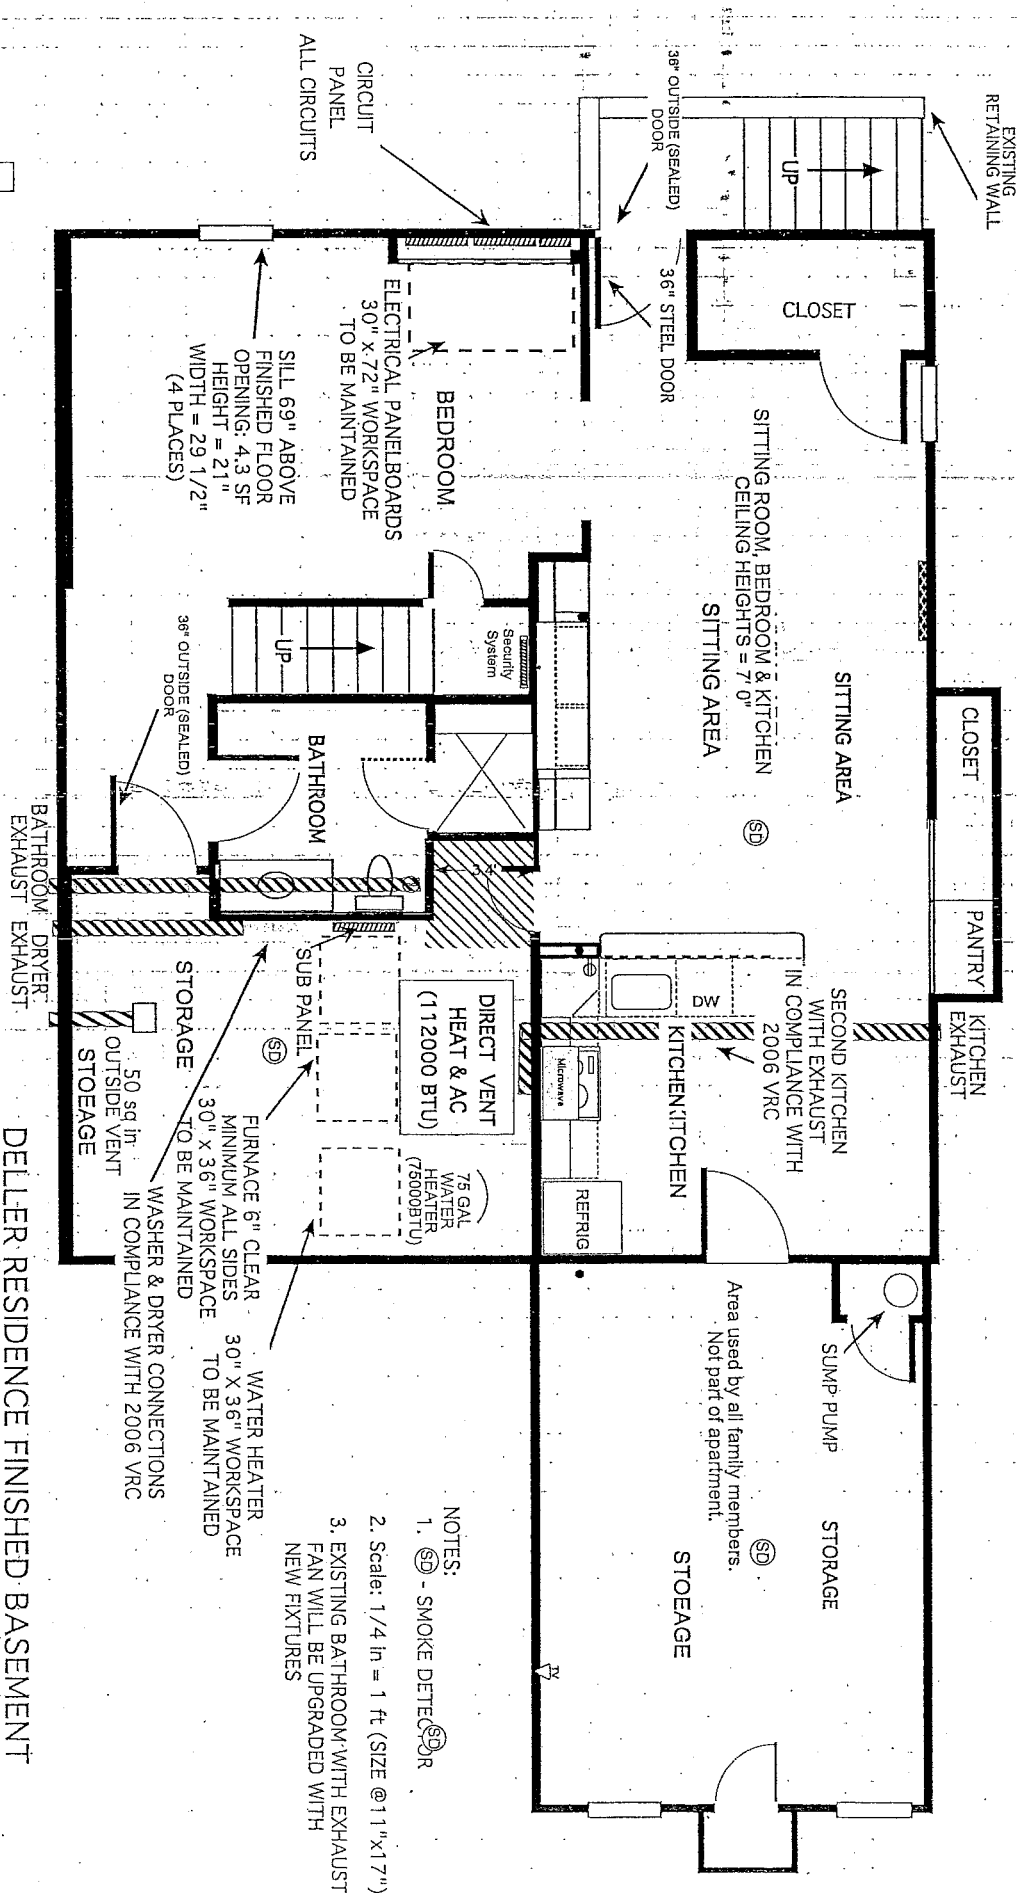 EXISTING
RETAINING WALL
UP
36" OUTSIDE (SEALED)
DOOR
CIRCUIT
PANEL
ALL CIRCUITS
CLOSET
36" STEEL DOOR
SITTING ROOM, BEDROOM & KITCHEN
CEILING HEIGHTS = 7' 0"
SITTING AREA
SITTING AREA
CLOSET
PANTRY
KITCHEN
EXHAUST
BEDROOM
ELECTRICAL PANELBOARDS
30" x 72" WORKSPACE
TO BE MAINTAINED
SILL 69" ABOVE
FINISHED FLOOR
OPENING: 4.3 SF
HEIGHT = 21"
WIDTH = 29 1/2"
(4 PLACES)
Security
System
UP
36" OUTSIDE (SEALED)
DOOR
BATHROOM
3.4'
SD
SECOND KITCHEN
WITH EXHAUST
IN COMPLIANCE WITH
2006 VRC
DW
KITCHEN
KITCHEN
Microwave
REFRIG
DIRECT VENT
HEAT & AC
(112000 BTU)
75 GAL
WATER
HEATER
(75000BTU)
SUB PANEL
SD
STORAGE
STOEAGE
BATHROOM
EXHAUST
DRYER
EXHAUST
50 sq in
OUTSIDE VENT
FURNACE 6" CLEAR
MINIMUM ALL SIDES
30" x 36" WORKSPACE
TO BE MAINTAINED
WASHER & DRYER CONNECTIONS
IN COMPLIANCE WITH 2006 VRC
WATER HEATER
30" X 36" WORKSPACE
TO BE MAINTAINED
SUMP PUMP
Area used by all family members.
Not part of apartment.
STORAGE
SD
STOEAGE
TV
NOTES:
1. SD - SMOKE DETECTOR
SD
2. Scale: 1/4 in = 1 ft (SIZE @11"x17")
3. EXISTING BATHROOM WITH EXHAUST
FAN WILL BE UPGRADED WITH
NEW FIXTURES
DELLER RESIDENCE FINISHED BASEMENT